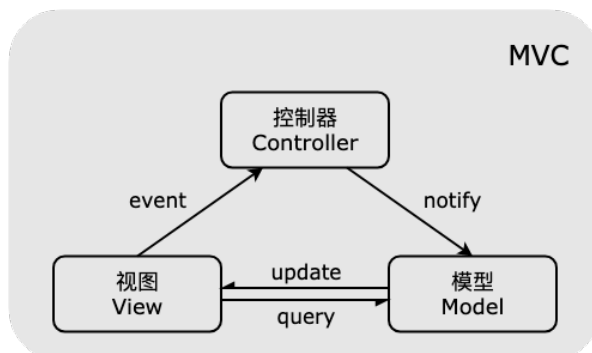 MVC
控制器
Controller
event
notify
视图
View
update
query
模型
Model